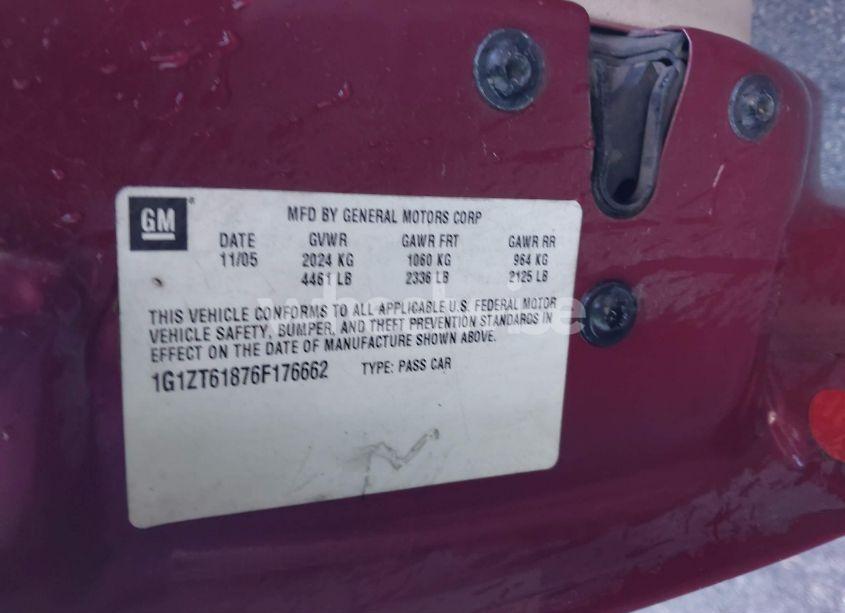 GM
MFD BY GENERAL MOTORS CORP
DATE GVWR GAWR FRT GAWR RR
11/05 2024 KG 1060 KG 964 KG
4461 LB 2336 LB 2125 LB
THIS VEHICLE CONFORMS TO ALL APPLICABLE U.S. FEDERAL MOTOR
VEHICLE SAFETY, BUMPER, AND THEFT PREVENTION STANDARDS IN
EFFECT ON THE DATE OF MANUFACTURE SHOWN ABOVE.
1G1ZT61876F176662 TYPE: PASS CAR